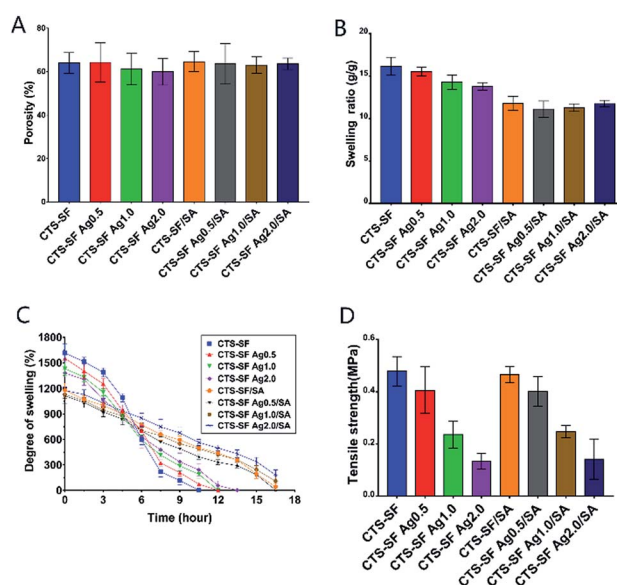 A
Porosity (%)
80
60
40
20
0
CTS-SF
CTS-SF Ag0.5
CTS-SF Ag1.0
CTS-SF Ag2.0
CTS-SF/SA
CTS-SF Ag0.5/SA
CTS-SF Ag1.0/SA
CTS-SF Ag2.0/SA
B
Swelling ratio (g/g)
20
15
10
5
0
CTS-SF
CTS-SF Ag0.5
CTS-SF Ag1.0
CTS-SF Ag2.0
CTS-SF/SA
CTS-SF Ag0.5/SA
CTS-SF Ag1.0/SA
CTS-SF Ag2.0/SA
C
Degree of swelling (%)
1800
1500
1200
900
600
300
0
0 3 6 9 12 15 18
Time (hour)
CTS-SF
CTS-SF Ag0.5
CTS-SF Ag1.0
CTS-SF Ag2.0
CTS-SF/SA
CTS-SF Ag0.5/SA
CTS-SF Ag1.0/SA
CTS-SF Ag2.0/SA
D
Tensile strength(MPa)
0.6
0.4
0.2
0.0
CTS-SF
CTS-SF Ag0.5
CTS-SF Ag1.0
CTS-SF Ag2.0
CTS-SF/SA
CTS-SF Ag0.5/SA
CTS-SF Ag1.0/SA
CTS-SF Ag2.0/SA